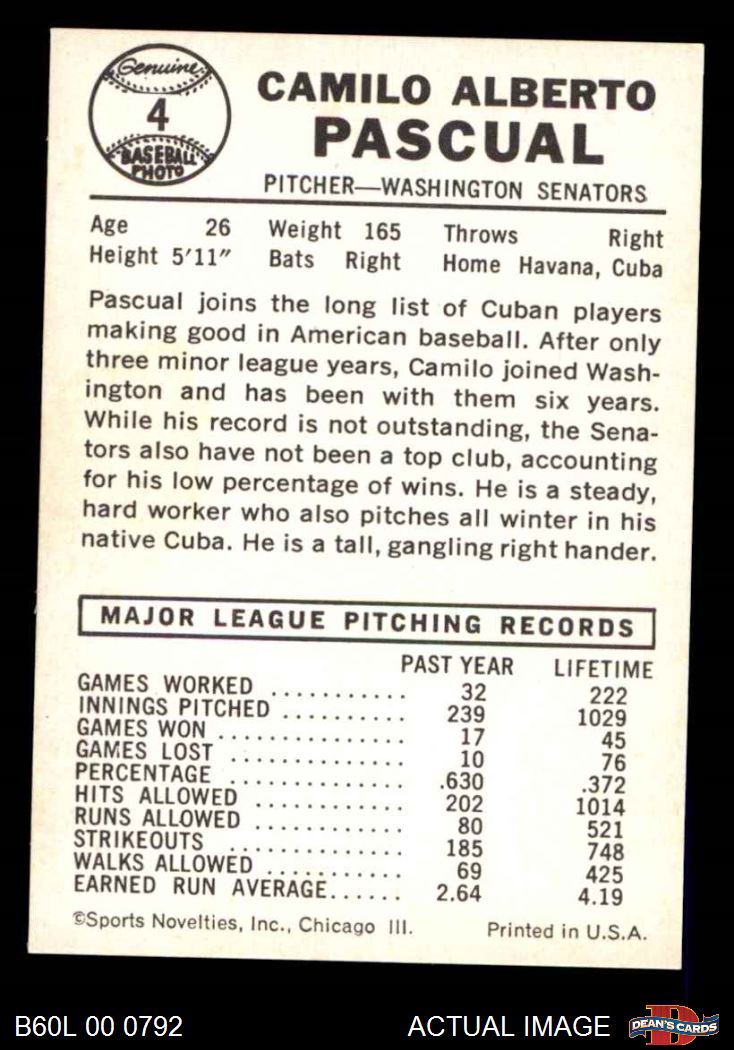 Genuine
4
BASEBALL
PHOTO
CAMILO ALBERTO
PASCUAL
PITCHER—WASHINGTON SENATORS
Age 26 Weight 165 Throws Right
Height 5'11" Bats Right Home Havana, Cuba
Pascual joins the long list of Cuban players
making good in American baseball. After only
three minor league years, Camilo joined Wash-
ington and has been with them six years.
While his record is not outstanding, the Sena-
tors also have not been a top club, accounting
for his low percentage of wins. He is a steady,
hard worker who also pitches all winter in his
native Cuba. He is a tall, gangling right hander.
MAJOR LEAGUE PITCHING RECORDS
PAST YEAR LIFETIME
GAMES WORKED ........... 32 222
INNINGS PITCHED .......... 239 1029
GAMES WON ................ 17 45
GAMES LOST .............. 10 76
PERCENTAGE .............. .630 .372
HITS ALLOWED ............ 202 1014
RUNS ALLOWED ............ 80 521
STRIKEOUTS .............. 185 748
WALKS ALLOWED ........... 69 425
EARNED RUN AVERAGE...... 2.64 4.19
©Sports Novelties, Inc., Chicago Ill. Printed in U.S.A.
B60L 00 0792 ACTUAL IMAGE DEAN'S CARDS